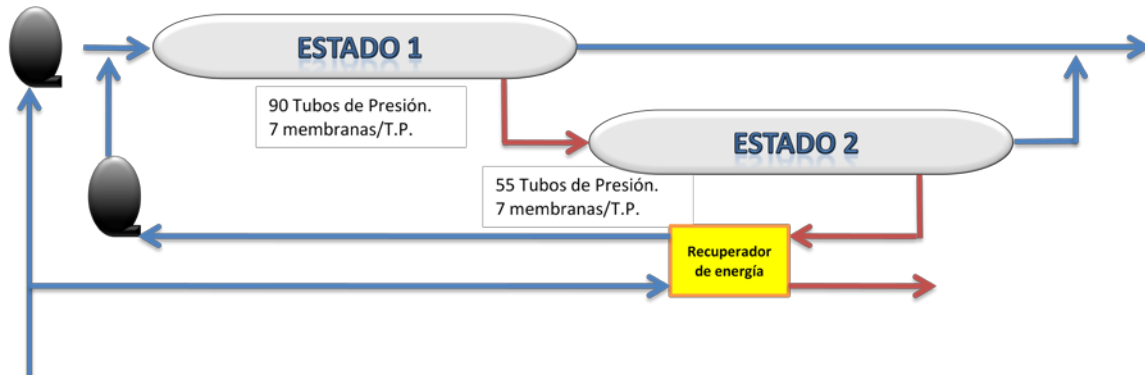 ESTADO 1
90 Tubos de Presión.
7 membranas/T.P.
ESTADO 2
55 Tubos de Presión.
7 membranas/T.P.
Recuperador
de energía